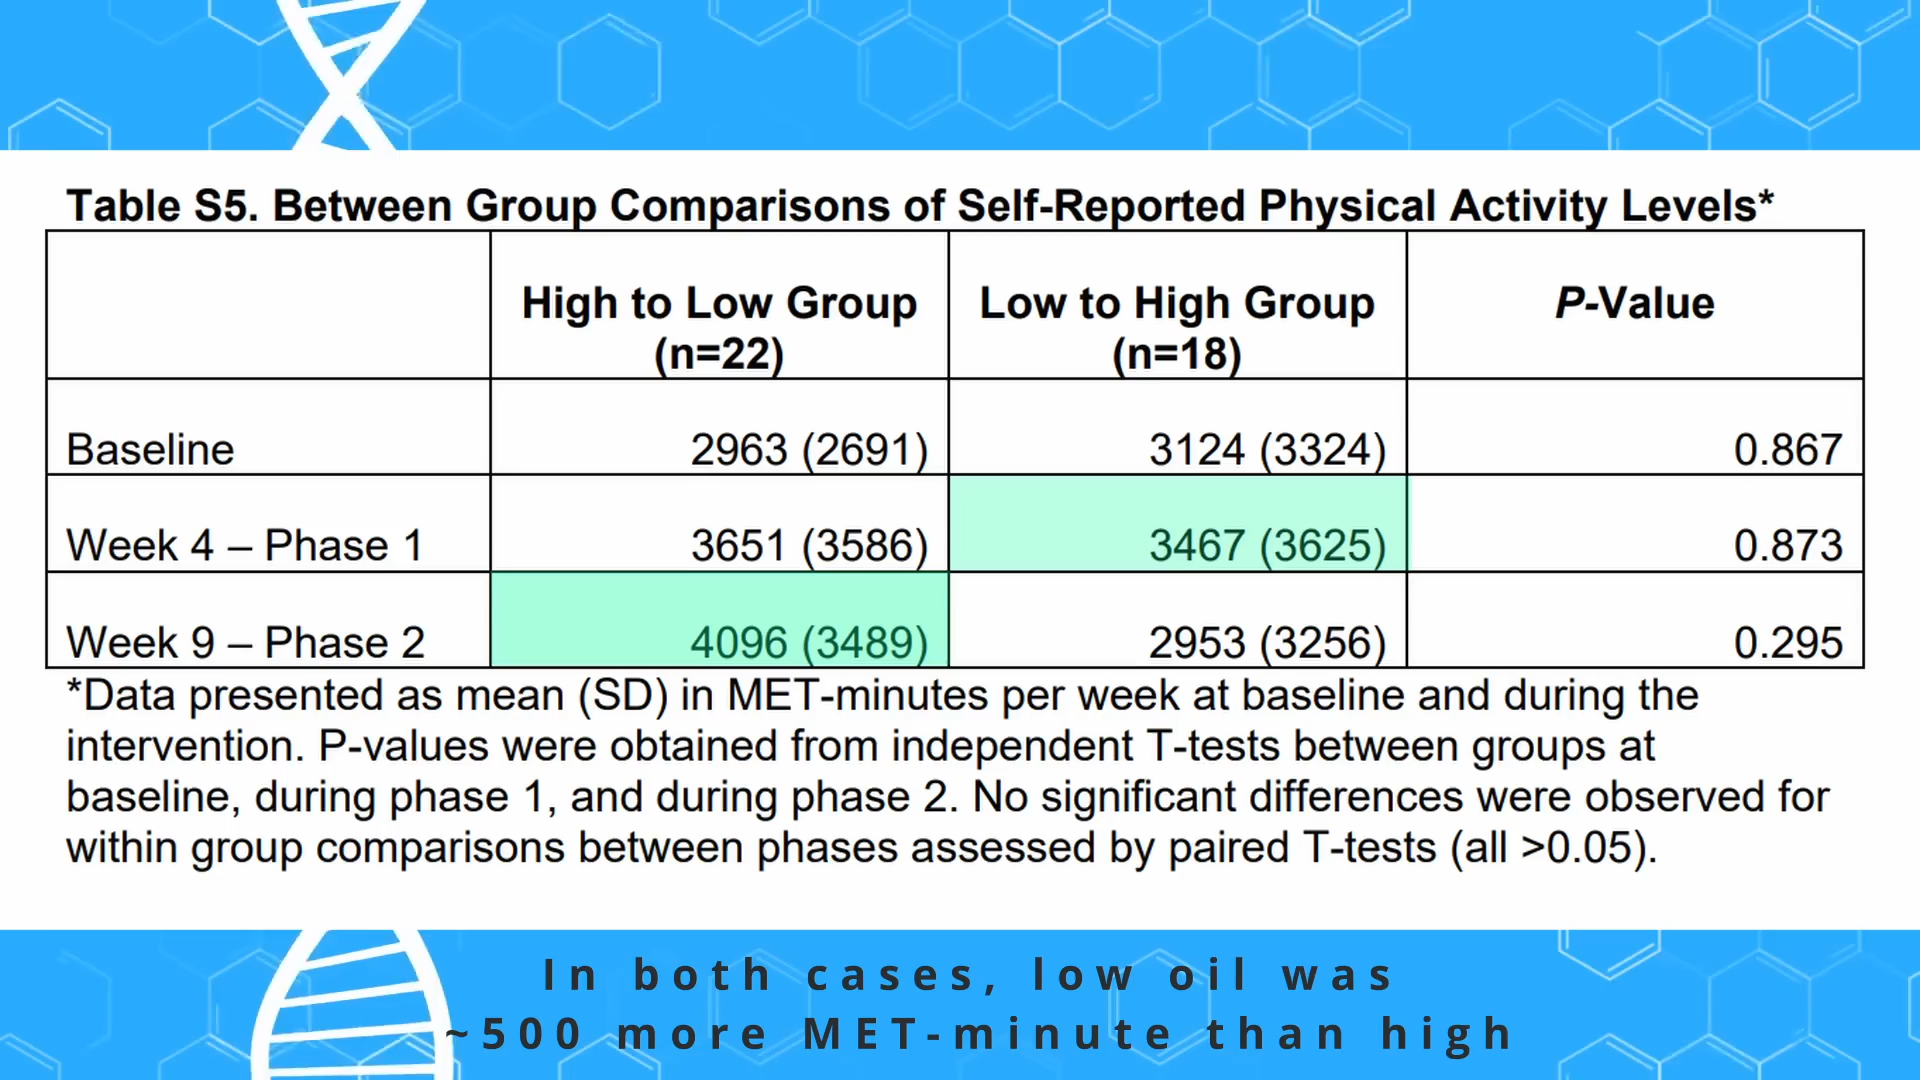 Table S5. Between Group Comparisons of Self-Reported Physical Activity Levels*
High to Low Group (n=22) Low to High Group (n=18) P-Value
Baseline 2963 (2691) 3124 (3324) 0.867
Week 4 – Phase 1 3651 (3586) 3467 (3625) 0.873
Week 9 – Phase 2 4096 (3489) 2953 (3256) 0.295
*Data presented as mean (SD) in MET-minutes per week at baseline and during the
intervention. P-values were obtained from independent T-tests between groups at
baseline, during phase 1, and during phase 2. No significant differences were observed for
within group comparisons between phases assessed by paired T-tests (all >0.05).
In both cases, low oil was
~500 more MET-minute than high